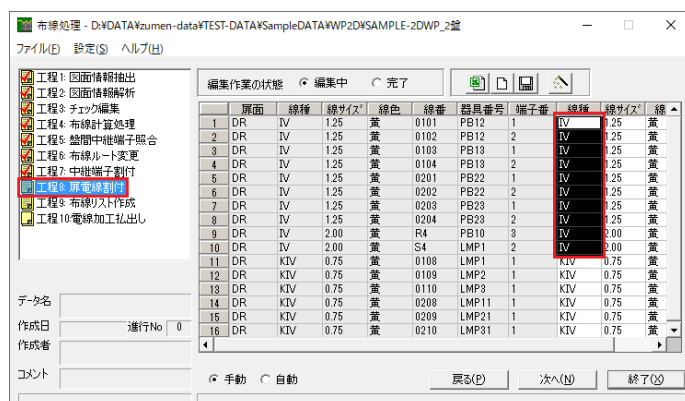 布線処理 - D:¥DATA¥zumen-data¥TEST-DATA¥SampleDATA¥WP2D¥SAMPLE-2DWP_2盤
ファイル(F) 設定(S) ヘルプ(H)
工程1: 図面情報抽出
工程2: 図面情報解析
工程3: チェック編集
工程4: 布線計算処理
工程5: 盤間中継端子照合
工程6: 布線ルート変更
工程7: 中継端子割付
工程8: 扉電線割付
工程9: 布線リスト作成
工程10:電線加工払出し
データ名
作成日 進行No 0
作成者
コメント
編集作業の状態 編集中 完了
扉面 線種 線サイズ 線色 線番 器具番号 端子番 線種 線サイズ 線
1 DR IV 1.25 黄 0101 PB12 1 IV 1.25 黄
2 DR IV 1.25 黄 0102 PB12 2 IV 1.25 黄
3 DR IV 1.25 黄 0103 PB13 1 IV 1.25 黄
4 DR IV 1.25 黄 0104 PB13 2 IV 1.25 黄
5 DR IV 1.25 黄 0201 PB22 1 IV 1.25 黄
6 DR IV 1.25 黄 0202 PB22 2 IV 1.25 黄
7 DR IV 1.25 黄 0203 PB23 1 IV 1.25 黄
8 DR IV 1.25 黄 0204 PB23 2 IV 1.25 黄
9 DR IV 2.00 黄 R4 PB10 3 IV 2.00 黄
10 DR IV 2.00 黄 S4 LMP1 2 IV 2.00 黄
11 DR KIV 0.75 黄 0108 LMP1 1 KIV 0.75 黄
12 DR KIV 0.75 黄 0109 LMP2 1 KIV 0.75 黄
13 DR KIV 0.75 黄 0110 LMP3 1 KIV 0.75 黄
14 DR KIV 0.75 黄 0208 LMP11 1 KIV 0.75 黄
15 DR KIV 0.75 黄 0209 LMP21 1 KIV 0.75 黄
16 DR KIV 0.75 黄 0210 LMP31 1 KIV 0.75 黄
手動 自動 戻る(P) 次へ(N) 終了(X)